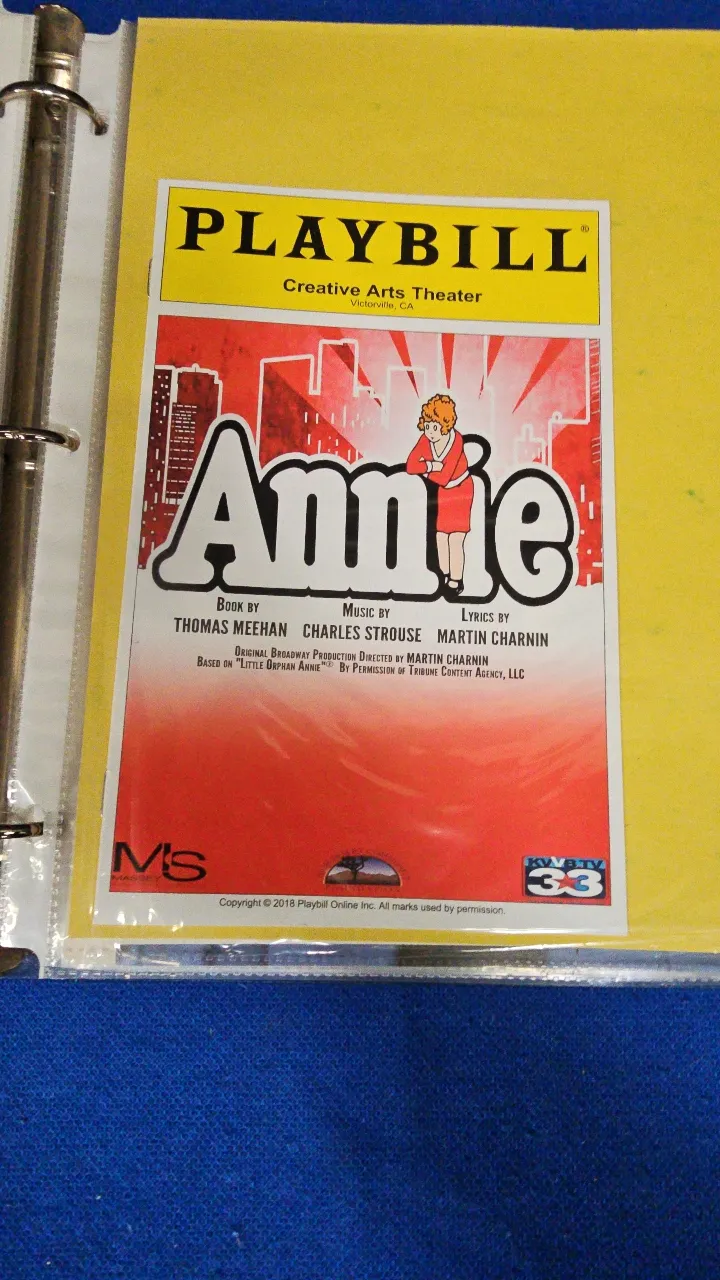 PLAYBILL®
Creative Arts Theater
Victorville, CA
Annie
BOOK BY
THOMAS MEEHAN
MUSIC BY
CHARLES STROUSE
LYRICS BY
MARTIN CHARNIN
ORIGINAL BROADWAY PRODUCTION DIRECTED BY MARTIN CHARNIN
BASED ON "LITTLE ORPHAN ANNIE"® BY PERMISSION OF TRIBUNE CONTENT AGENCY, LLC
MS
KVVB-TV
33
Copyright © 2018 Playbill Online Inc. All marks used by permission.